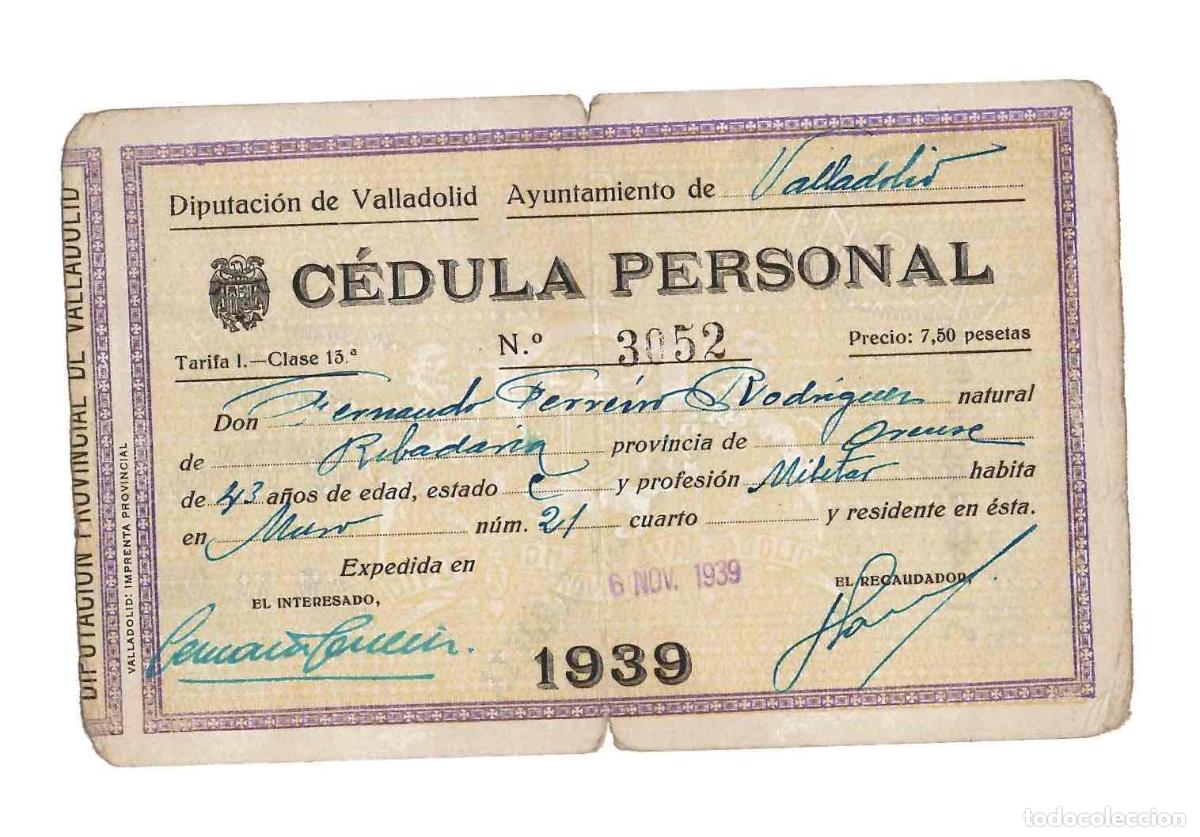 Diputación de Valladolid Ayuntamiento de Valladolid
CÉDULA PERSONAL
Tarifa I.—Clase 13.ª N.º 3052 Precio: 7,50 pesetas
Don Fernando Ferreiro Rodríguez natural
de Ribadavia provincia de Orense
de 43 años de edad, estado C y profesión Militar habita
en Muro núm. 21 cuarto y residente en ésta.
Expedida en 6 NOV. 1939
EL INTERESADO, EL RECAUDADOR,
1939
DIPUTACIÓN PROVINCIAL DE VALLADOLID
VALLADOLID: IMPRENTA PROVINCIAL
todocoleccion